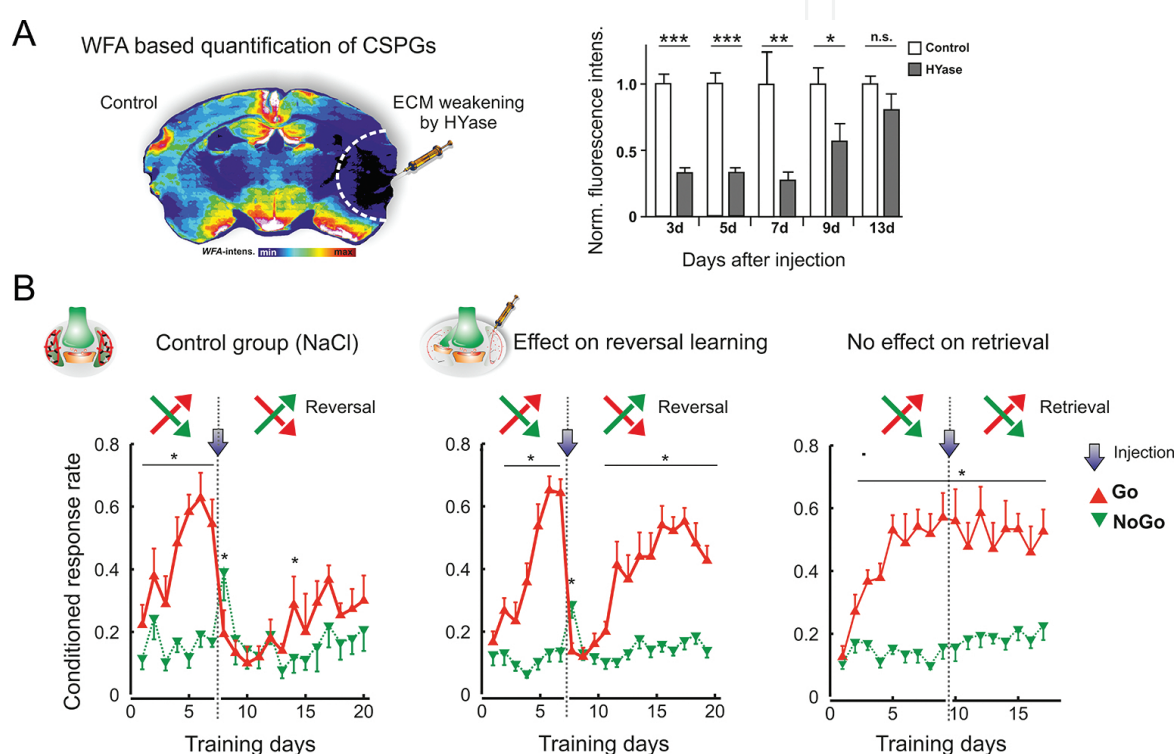 A
WFA based quantification of CSPGs
Control
ECM weakening
by HYase
WFA-intens. min max
Norm. fluorescence intens.
*** *** ** * n.s.
Control
HYase
1.0
0.5
0
3d 5d 7d 9d 13d
Days after injection
B
Control group (NaCl)
Effect on reversal learning
No effect on retrieval
Reversal
Reversal
Retrieval
Injection
Go
NoGo
Conditioned response rate
0.8
0.6
0.4
0.2
0
* * *
0 5 10 15 20
Training days
0.8
0.6
0.4
0.2
0
* * *
0 5 10 15 20
Training days
0.8
0.6
0.4
0.2
0
*
0 5 10 15
Training days